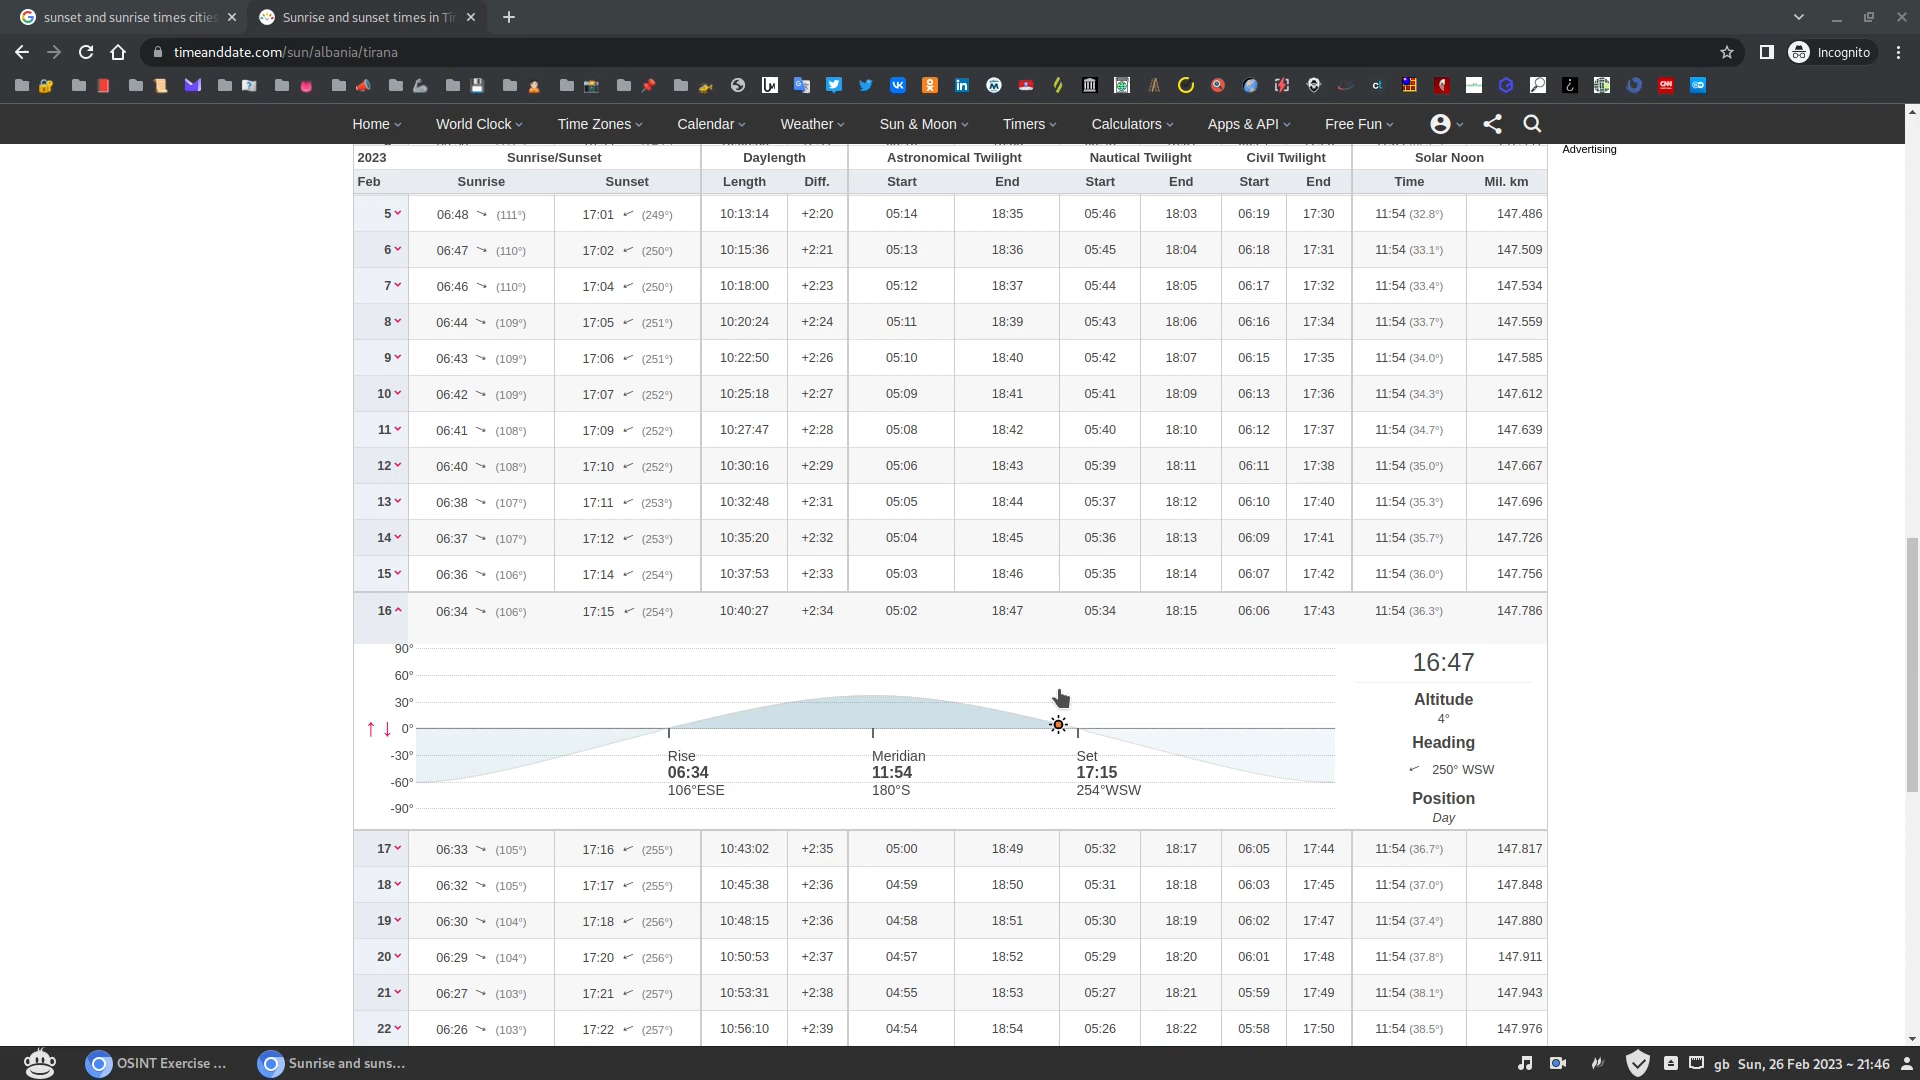 sunset and sunrise times cities
Sunrise and sunset times in Tir
timeanddate.com/sun/albania/tirana
Incognito
Home World Clock Time Zones Calendar Weather Sun & Moon Timers Calculators Apps & API Free Fun
Advertising
2023 Sunrise/Sunset Daylength Astronomical Twilight Nautical Twilight Civil Twilight Solar Noon
Feb Sunrise Sunset Length Diff. Start End Start End Start End Time Mil. km
5 06:48 (111°) 17:01 (249°) 10:13:14 +2:20 05:14 18:35 05:46 18:03 06:19 17:30 11:54 (32.8°) 147.486
6 06:47 (110°) 17:02 (250°) 10:15:36 +2:21 05:13 18:36 05:45 18:04 06:18 17:31 11:54 (33.1°) 147.509
7 06:46 (110°) 17:04 (250°) 10:18:00 +2:23 05:12 18:37 05:44 18:05 06:17 17:32 11:54 (33.4°) 147.534
8 06:44 (109°) 17:05 (251°) 10:20:24 +2:24 05:11 18:39 05:43 18:06 06:16 17:34 11:54 (33.7°) 147.559
9 06:43 (109°) 17:06 (251°) 10:22:50 +2:26 05:10 18:40 05:42 18:07 06:15 17:35 11:54 (34.0°) 147.585
10 06:42 (109°) 17:07 (252°) 10:25:18 +2:27 05:09 18:41 05:41 18:09 06:13 17:36 11:54 (34.3°) 147.612
11 06:41 (108°) 17:09 (252°) 10:27:47 +2:28 05:08 18:42 05:40 18:10 06:12 17:37 11:54 (34.7°) 147.639
12 06:40 (108°) 17:10 (252°) 10:30:16 +2:29 05:06 18:43 05:39 18:11 06:11 17:38 11:54 (35.0°) 147.667
13 06:38 (107°) 17:11 (253°) 10:32:48 +2:31 05:05 18:44 05:37 18:12 06:10 17:40 11:54 (35.3°) 147.696
14 06:37 (107°) 17:12 (253°) 10:35:20 +2:32 05:04 18:45 05:36 18:13 06:09 17:41 11:54 (35.7°) 147.726
15 06:36 (106°) 17:14 (254°) 10:37:53 +2:33 05:03 18:46 05:35 18:14 06:07 17:42 11:54 (36.0°) 147.756
16 06:34 (106°) 17:15 (254°) 10:40:27 +2:34 05:02 18:47 05:34 18:15 06:06 17:43 11:54 (36.3°) 147.786
90°
60°
30°
0°
-30°
-60°
-90°
Rise Meridian Set
06:34 11:54 17:15
106°ESE 180°S 254°WSW
16:47
Altitude
4°
Heading
250° WSW
Position
Day
17 06:33 (105°) 17:16 (255°) 10:43:02 +2:35 05:00 18:49 05:32 18:17 06:05 17:44 11:54 (36.7°) 147.817
18 06:32 (105°) 17:17 (255°) 10:45:38 +2:36 04:59 18:50 05:31 18:18 06:03 17:45 11:54 (37.0°) 147.848
19 06:30 (104°) 17:18 (256°) 10:48:15 +2:36 04:58 18:51 05:30 18:19 06:02 17:47 11:54 (37.4°) 147.880
20 06:29 (104°) 17:20 (256°) 10:50:53 +2:37 04:57 18:52 05:29 18:20 06:01 17:48 11:54 (37.8°) 147.911
21 06:27 (103°) 17:21 (257°) 10:53:31 +2:38 04:55 18:53 05:27 18:21 05:59 17:49 11:54 (38.1°) 147.943
22 06:26 (103°) 17:22 (257°) 10:56:10 +2:39 04:54 18:54 05:26 18:22 05:58 17:50 11:54 (38.5°) 147.976
OSINT Exercise ... Sunrise and suns... gb Sun, 26 Feb 2023 ~ 21:46